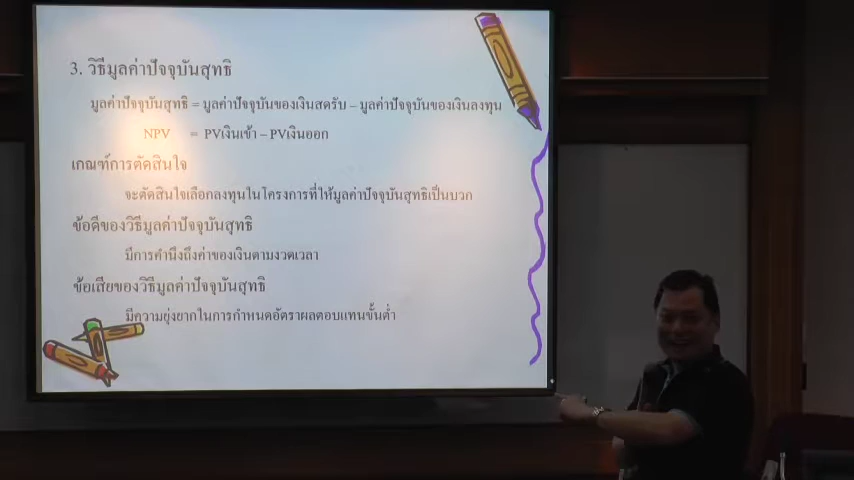 3. วิธีมูลค่าปัจจุบันสุทธิ
มูลค่าปัจจุบันสุทธิ = มูลค่าปัจจุบันของเงินสดรับ – มูลค่าปัจจุบันของเงินลงทุน
NPV = PVเงินเข้า – PVเงินออก
เกณฑ์การตัดสินใจ
จะตัดสินใจเลือกลงทุนในโครงการที่ให้มูลค่าปัจจุบันสุทธิเป็นบวก
ข้อดีของวิธีมูลค่าปัจจุบันสุทธิ
มีการคำนึงถึงค่าของเงินตามงวดเวลา
ข้อเสียของวิธีมูลค่าปัจจุบันสุทธิ
มีความยุ่งยากในการกำหนดอัตราผลตอบแทนขั้นต่ำ